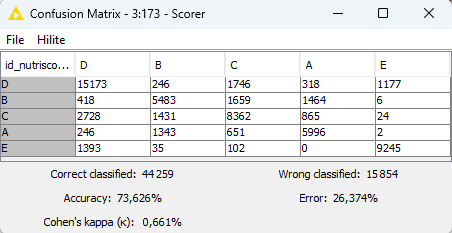 Confusion Matrix - 3:173 - Scorer
File Hilite
id_nutrisco... D B C A E
D 15173 246 1746 318 1177
B 418 5483 1659 1464 6
C 2728 1431 8362 865 24
A 246 1343 651 5996 2
E 1393 35 102 0 9245
Correct classified: 44 259 Wrong classified: 15 854
Accuracy: 73,626% Error: 26,374%
Cohen's kappa (κ): 0,661%